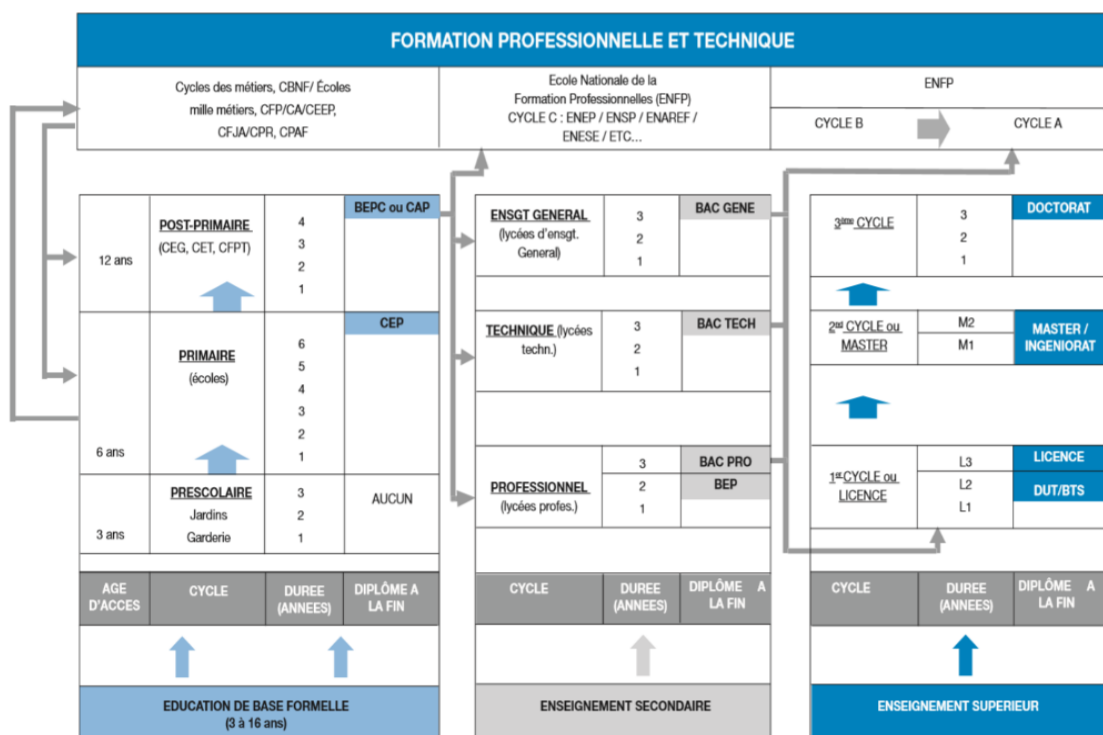 FORMATION PROFESSIONNELLE ET TECHNIQUE
Cycles des métiers, CBNF/ Écoles
mille métiers, CFP/CA/CEEP,
CFJA/CPR, CPAF
Ecole Nationale de la
Formation Professionnelles (ENFP)
CYCLE C : ENEP / ENSP / ENAREF /
ENESE / ETC...
ENFP
CYCLE B
CYCLE A
12 ans
POST-PRIMAIRE
(CEG, CET, CFPT)
4
3
2
1
BEPC ou CAP
6 ans
PRIMAIRE
(écoles)
6
5
4
3
2
1
CEP
3 ans
PRESCOLAIRE
Jardins
Garderie
3
2
1
AUCUN
AGE
D'ACCES
CYCLE
DUREE
(ANNEES)
DIPLÔME A
LA FIN
EDUCATION DE BASE FORMELLE
(3 à 16 ans)
ENSGT GENERAL
(lycées d'ensgt.
General)
3
2
1
BAC GENE
TECHNIQUE (lycées
techn.)
3
2
1
BAC TECH
PROFESSIONNEL
(lycées profes.)
3
2
1
BAC PRO
BEP
CYCLE
DUREE
(ANNEES)
DIPLÔME A
LA FIN
ENSEIGNEMENT SECONDAIRE
3ème CYCLE
3
2
1
DOCTORAT
2nd CYCLE ou
MASTER
M2
M1
MASTER /
INGENIORAT
1er CYCLE ou
LICENCE
L3
L2
L1
LICENCE
DUT/BTS
CYCLE
DUREE
(ANNEES)
DIPLÔME A
LA FIN
ENSEIGNEMENT SUPERIEUR